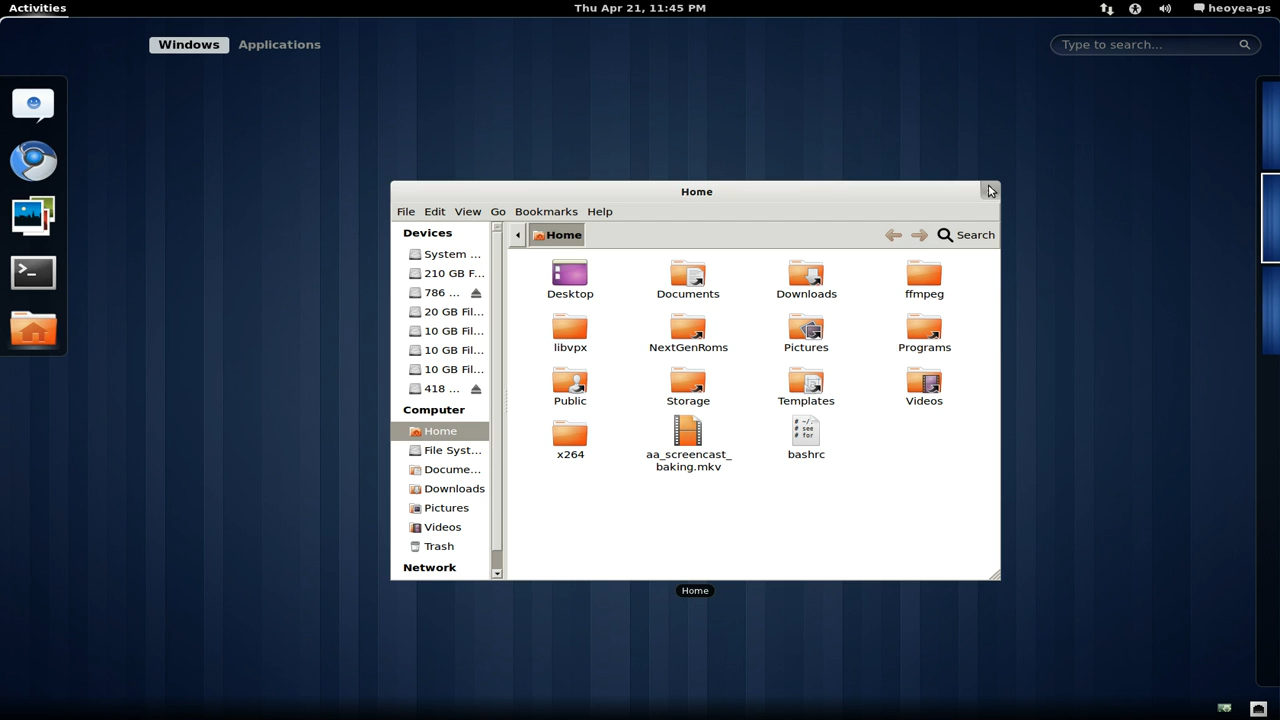 Activities
Thu Apr 21, 11:45 PM
heoyea-gs
Windows
Applications
Type to search...
Home
File Edit View Go Bookmarks Help
Devices
System ...
210 GB F...
786 ...
20 GB Fil...
10 GB Fil...
10 GB Fil...
10 GB Fil...
418 ...
Computer
Home
File Syst...
Docume...
Downloads
Pictures
Videos
Trash
Network
Home
Search
Desktop
Documents
Downloads
ffmpeg
libvpx
NextGenRoms
Pictures
Programs
Public
Storage
Templates
Videos
x264
aa_screencast_
baking.mkv
# ~/.
# see
# for
bashrc
Home